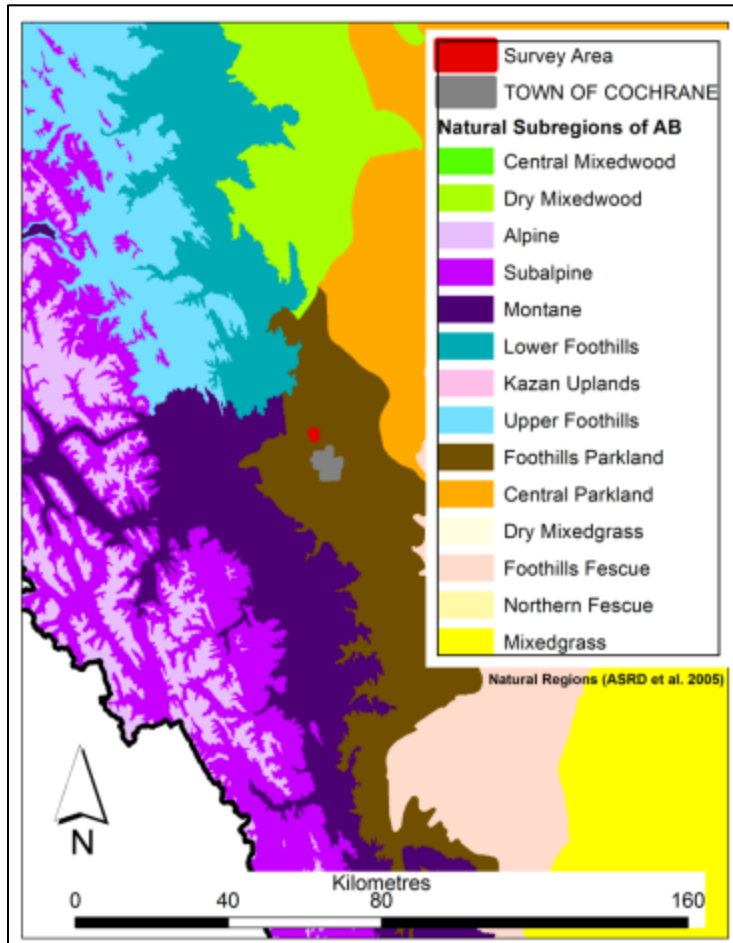 Survey Area
TOWN OF COCHRANE
Natural Subregions of AB
Central Mixedwood
Dry Mixedwood
Alpine
Subalpine
Montane
Lower Foothills
Kazan Uplands
Upper Foothills
Foothills Parkland
Central Parkland
Dry Mixedgrass
Foothills Fescue
Northern Fescue
Mixedgrass
Natural Regions (ASRD et al. 2005)
N
Kilometres
0 40 80 160